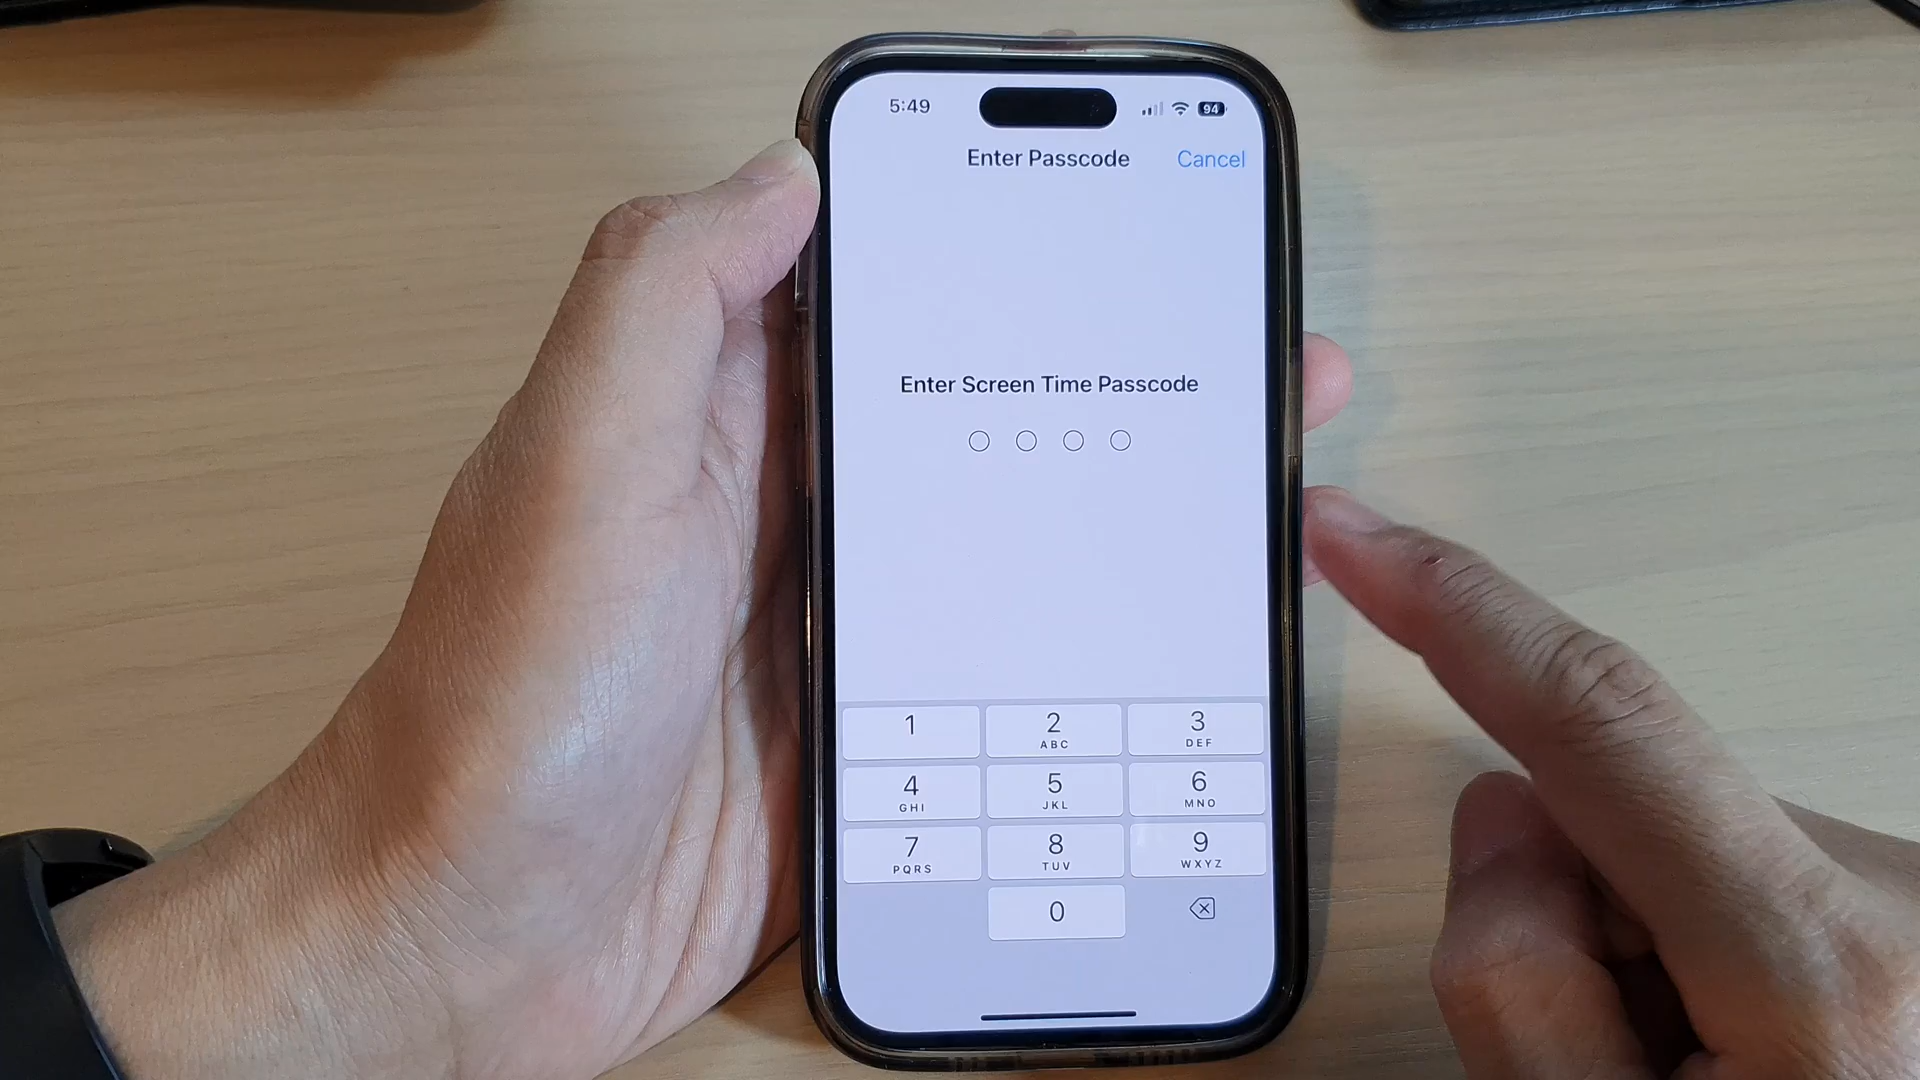 5:49
94
Enter Passcode
Cancel
Enter Screen Time Passcode
1
2
ABC
3
DEF
4
GHI
5
JKL
6
MNO
7
PQRS
8
TUV
9
WXYZ
0